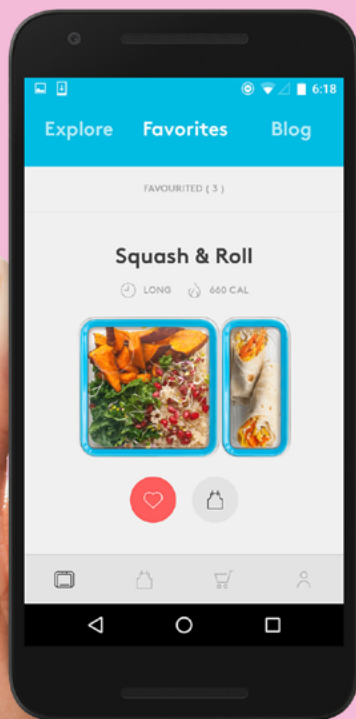 6:18
Explore Favorites Blog
FAVOURITED ( 3 )
Squash & Roll
LONG 660 CAL